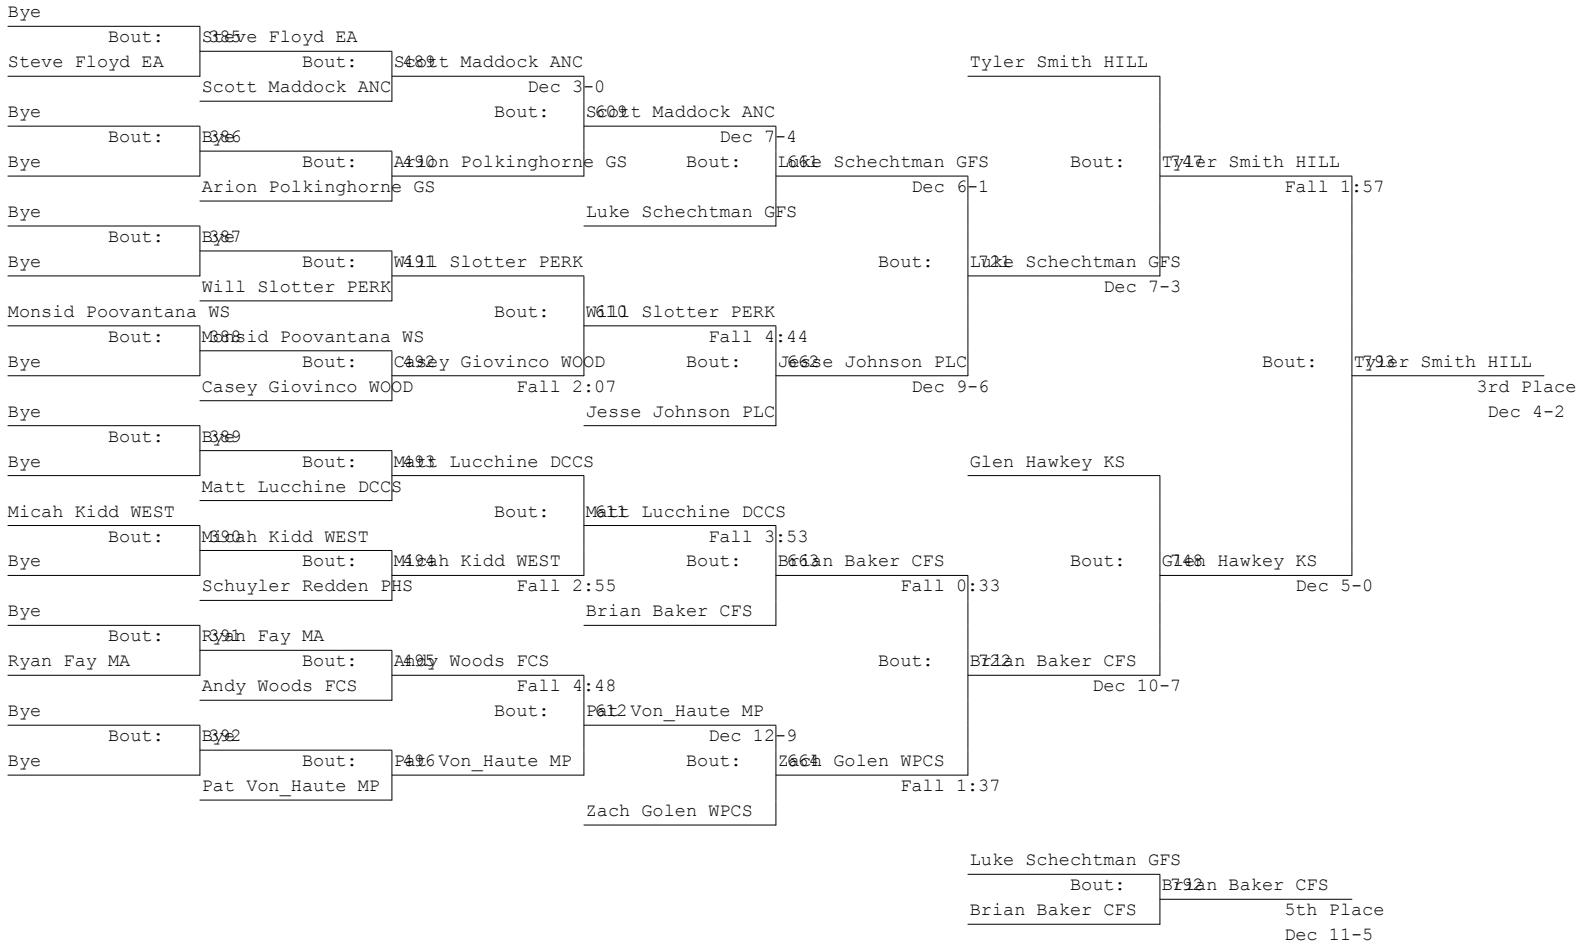 Bye
Bout: 385 Steve Floyd EA
Steve Floyd EA Bout: 489 Scott Maddock ANC Tyler Smith HILL
Scott Maddock ANC Dec 3-0
Bye Bout: 609 Scott Maddock ANC
Bout: 386 Bye Dec 7-4
Bye Bout: 490 Arion Polkinghorne GS Bout: 661 Luke Schechtman GFS Bout: 747 Tyler Smith HILL
Arion Polkinghorne GS Dec 6-1 Fall 1:57
Bye Luke Schechtman GFS
Bout: 387 Bye
Bye Bout: 491 Will Slotter PERK Bout: 721 Luke Schechtman GFS
Will Slotter PERK Dec 7-3
Monsid Poovantana WS Bout: 610 Will Slotter PERK
Bout: 388 Monsid Poovantana WS Fall 4:44
Bye Bout: 492 Casey Giovinco WOOD Bout: 662 Jesse Johnson PLC Bout: 793 Tyler Smith HILL
Casey Giovinco WOOD Fall 2:07 Dec 9-6 3rd Place
Bye Jesse Johnson PLC Dec 4-2
Bout: 389 Bye
Bye Bout: 493 Matt Lucchine DCCS Glen Hawkey KS
Matt Lucchine DCCS
Micah Kidd WEST Bout: 611 Matt Lucchine DCCS
Bout: 390 Micah Kidd WEST Fall 3:53
Bye Bout: 494 Micah Kidd WEST Bout: 663 Brian Baker CFS Bout: 748 Glen Hawkey KS
Schuyler Redden PHS Fall 2:55 Fall 0:33 Dec 5-0
Bye Brian Baker CFS
Bout: 391 Ryan Fay MA
Ryan Fay MA Bout: 495 Andy Woods FCS Bout: 722 Brian Baker CFS
Andy Woods FCS Fall 4:48 Dec 10-7
Bye Bout: 612 Pat Von_Haute MP
Bout: 392 Bye Dec 12-9
Bye Bout: 496 Pat Von_Haute MP Bout: 664 Zach Golen WPCS
Pat Von_Haute MP Fall 1:37
Zach Golen WPCS
Luke Schechtman GFS
Bout: 792 Brian Baker CFS
Brian Baker CFS 5th Place
Dec 11-5